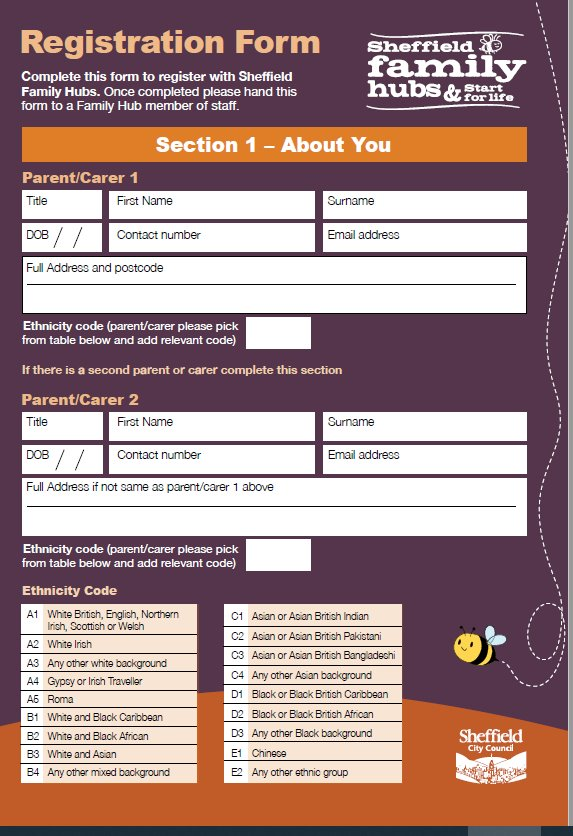 Registration Form
Complete this form to register with Sheffield
Family Hubs. Once completed please hand this
form to a Family Hub member of staff.
Sheffield
family
hubs & Start
for life
Section 1 – About You
Parent/Carer 1
Title First Name Surname
DOB / / Contact number Email address
Full Address and postcode
Ethnicity code (parent/carer please pick
from table below and add relevant code)
If there is a second parent or carer complete this section
Parent/Carer 2
Title First Name Surname
DOB / / Contact number Email address
Full Address if not same as parent/carer 1 above
Ethnicity code (parent/carer please pick
from table below and add relevant code)
Ethnicity Code
A1 White British, English, Northern
Irish, Scottish or Welsh
A2 White Irish
A3 Any other white background
A4 Gypsy or Irish Traveller
A5 Roma
B1 White and Black Caribbean
B2 White and Black African
B3 White and Asian
B4 Any other mixed background
C1 Asian or Asian British Indian
C2 Asian or Asian British Pakistani
C3 Asian or Asian British Bangladeshi
C4 Any other Asian background
D1 Black or Black British Caribbean
D2 Black or Black British African
D3 Any other Black background
E1 Chinese
E2 Any other ethnic group
Sheffield
City Council